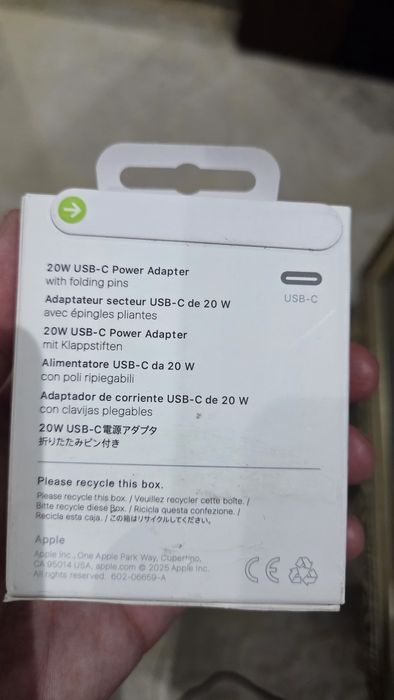 20W USB-C Power Adapter
with folding pins
USB-C
Adaptateur secteur USB-C de 20 W
avec épingles pliantes
20W USB-C Power Adapter
mit Klappstiften
Alimentatore USB-C da 20 W
con poli ripiegabili
Adaptador de corriente USB-C de 20 W
con clavijas plegables
20W USB-C電源アダプタ
折りたたみピン付き
Please recycle this box.
Please recycle this box. / Veuillez recycler cette boîte. /
Bitte recycle diese Box. / Ricicla questa confezione. /
Recicla esta caja. / この箱はリサイクルしてください。
Apple
Apple Inc., One Apple Park Way, Cupertino,
CA 95014 USA. apple.com © 2025 Apple Inc.
All rights reserved. 602-06669-A
CE